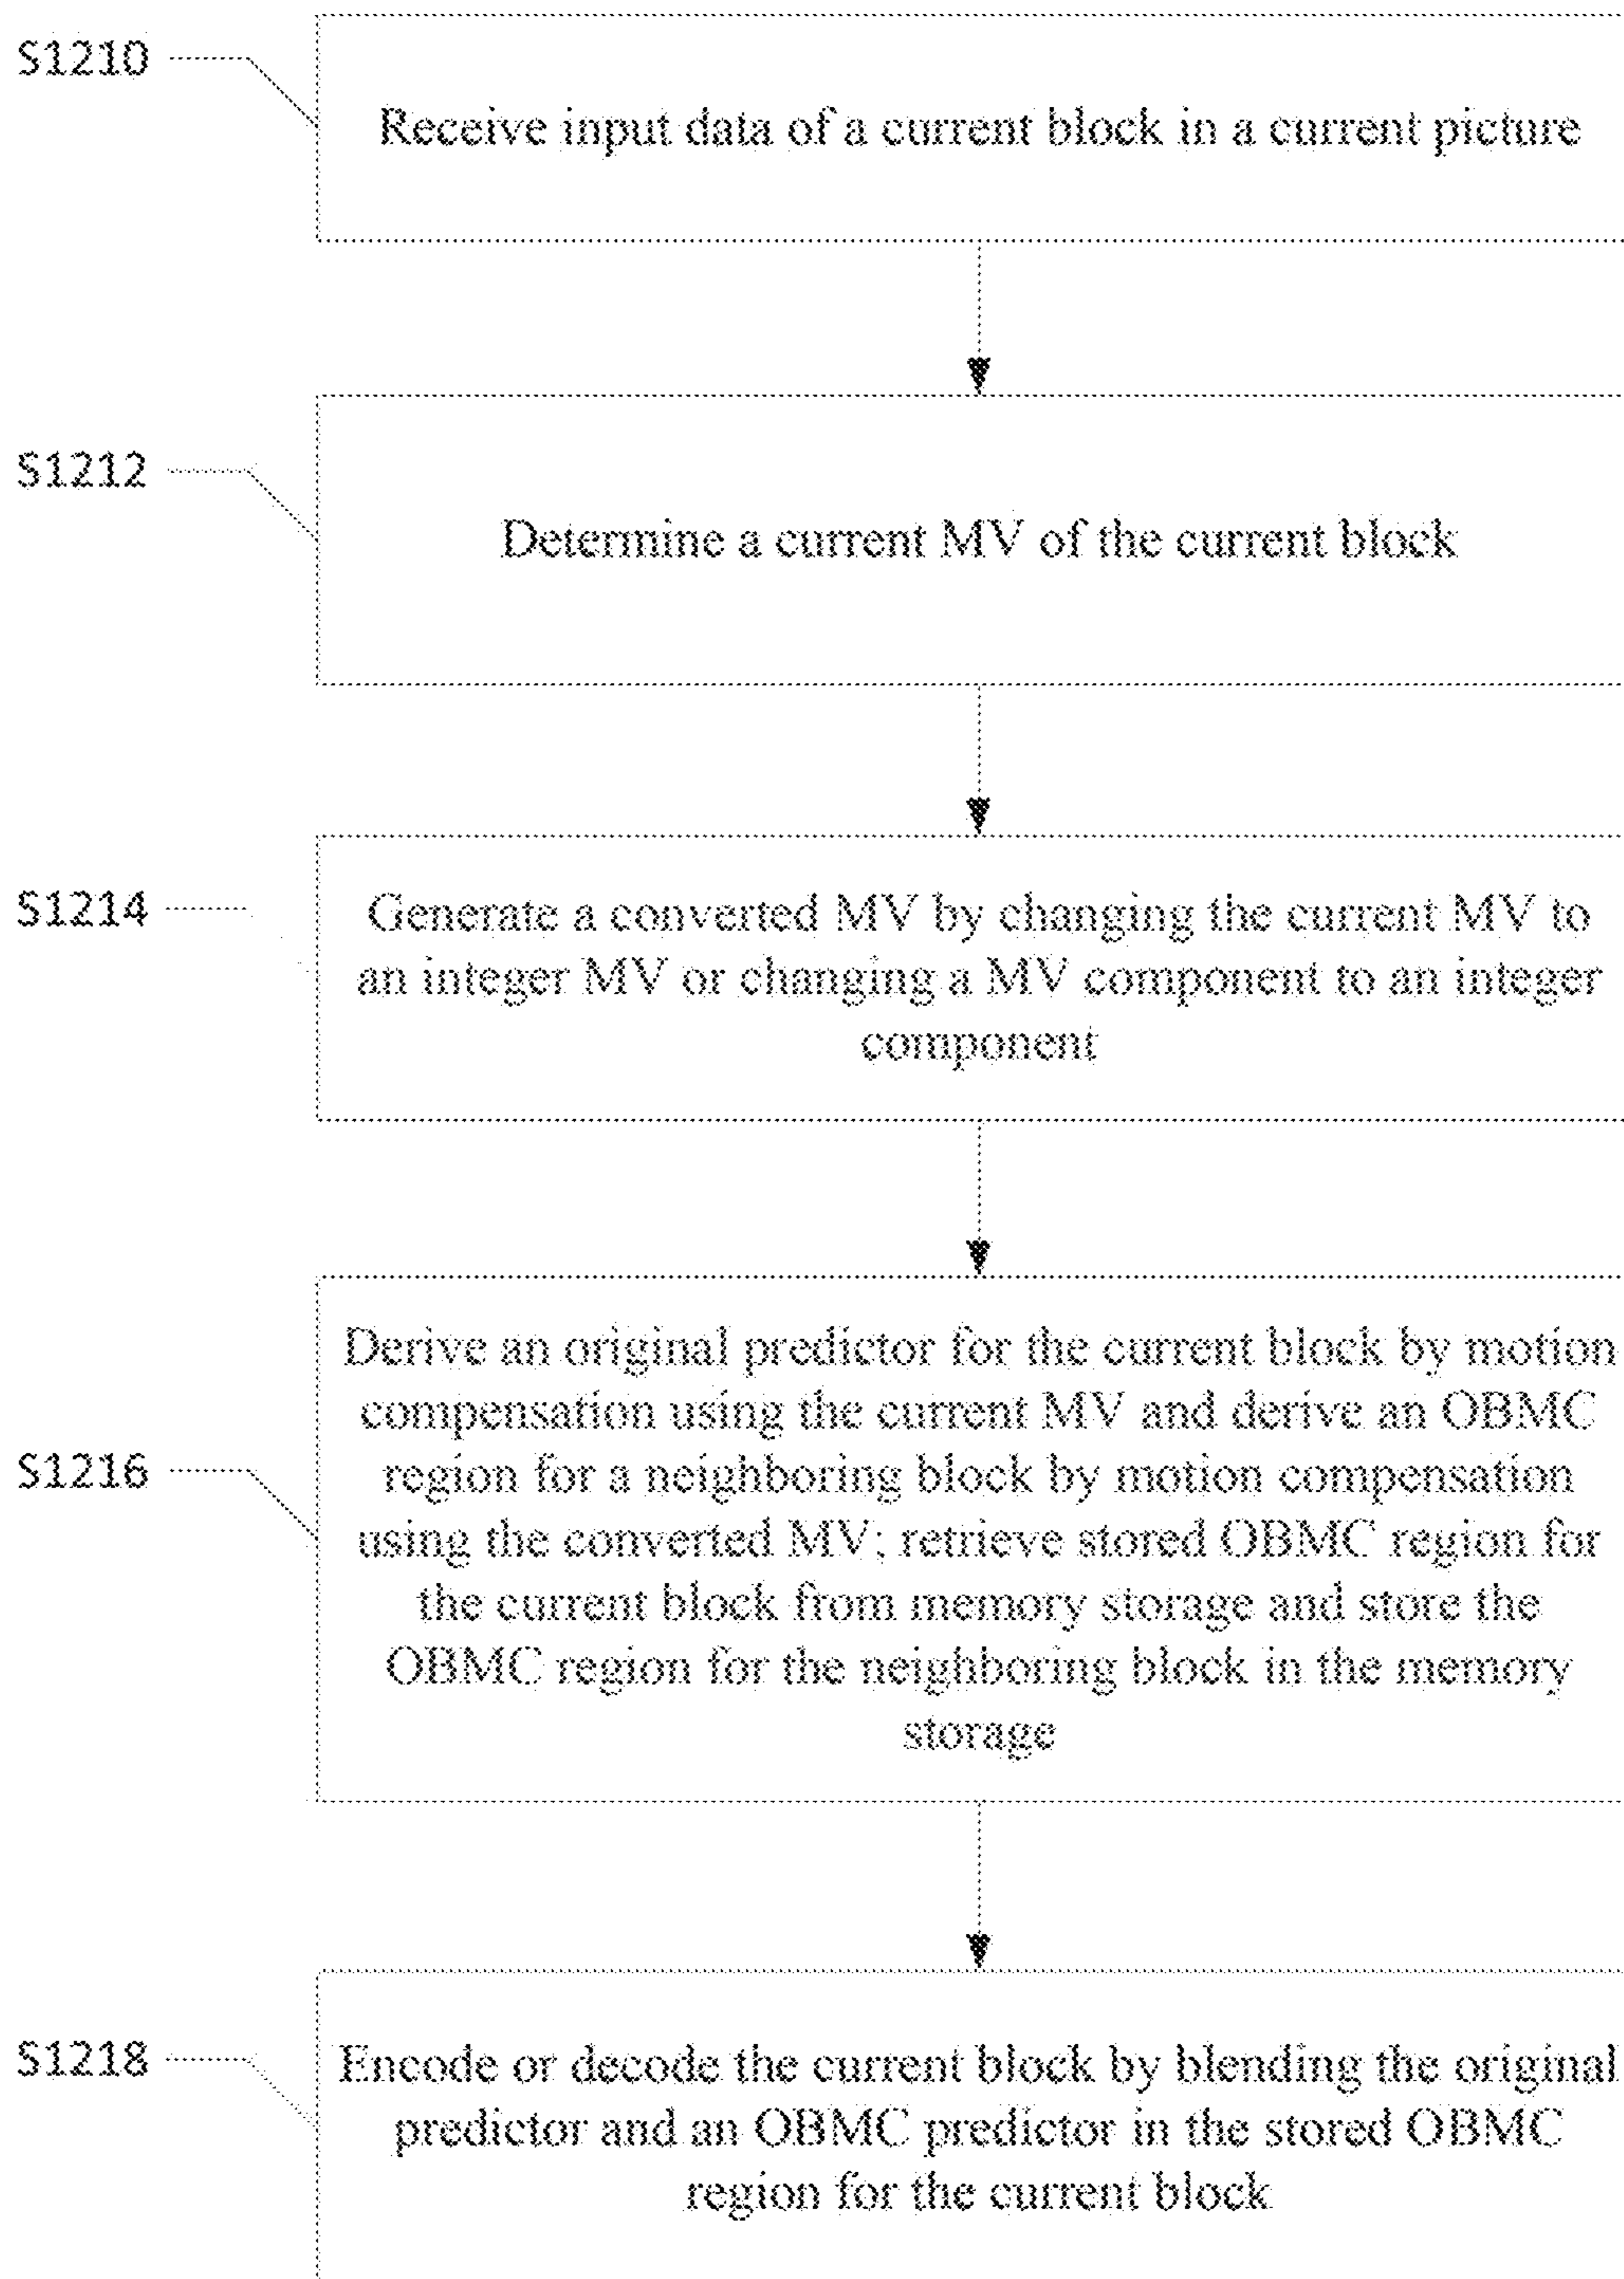 S1210
Receive input data of a current block in a current picture
S1212
Determine a current MV of the current block
S1214
Generate a converted MV by changing the current MV to
an integer MV or changing a MV component to an integer
component
S1216
Derive an original predictor for the current block by motion
compensation using the current MV and derive an OBMC
region for a neighboring block by motion compensation
using the converted MV; retrieve stored OBMC region for
the current block from memory storage and store the
OBMC region for the neighboring block in the memory
storage
S1218
Encode or decode the current block by blending the original
predictor and an OBMC predictor in the stored OBMC
region for the current block